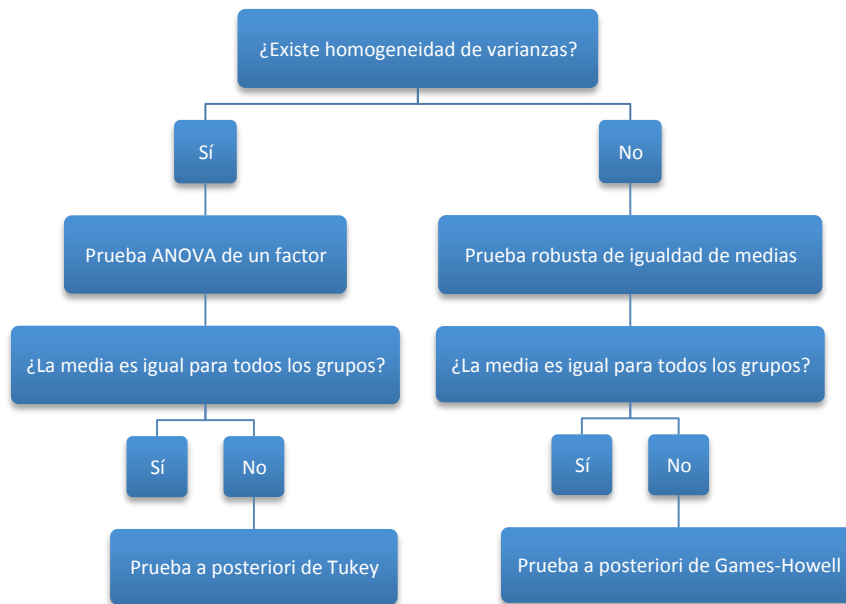 ¿Existe homogeneidad de varianzas?
Sí
No
Prueba ANOVA de un factor
Prueba robusta de igualdad de medias
¿La media es igual para todos los grupos?
¿La media es igual para todos los grupos?
Sí
No
Sí
No
Prueba a posteriori de Tukey
Prueba a posteriori de Games-Howell